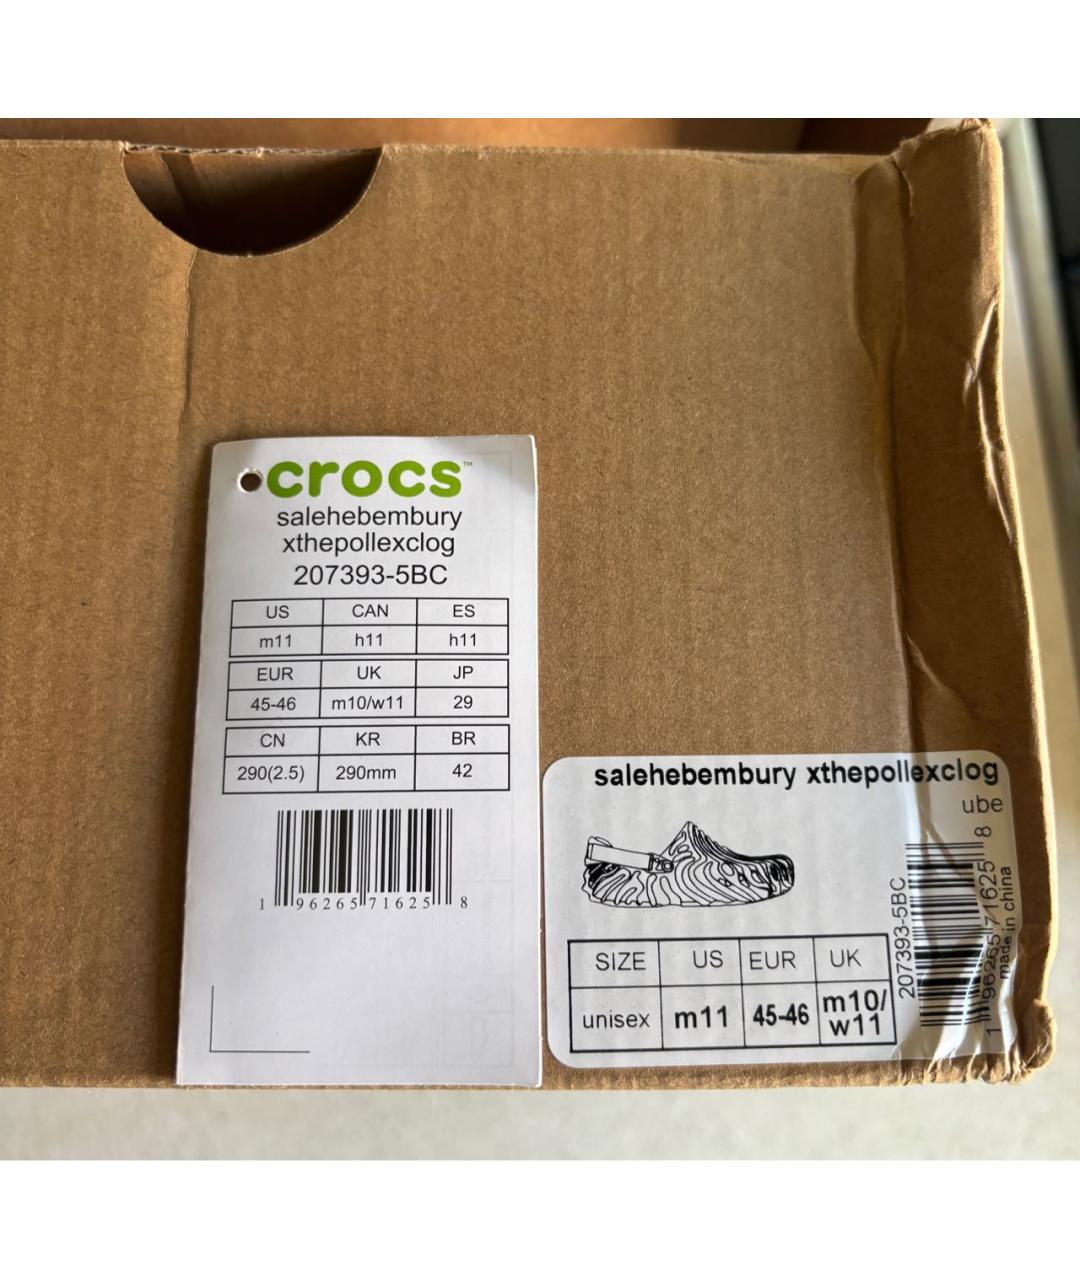 crocs™
salehebembury
xthepollexclog
207393-5BC
US CAN ES
m11 h11 h11
EUR UK JP
45-46 m10/w11 29
CN KR BR
290(2.5) 290mm 42
1 96265 71625 8
salehebembury xthepollexclog
ube
SIZE US EUR UK
unisex m11 45-46 m10/
w11
207393-5BC
1 96265 71625 8
made in china